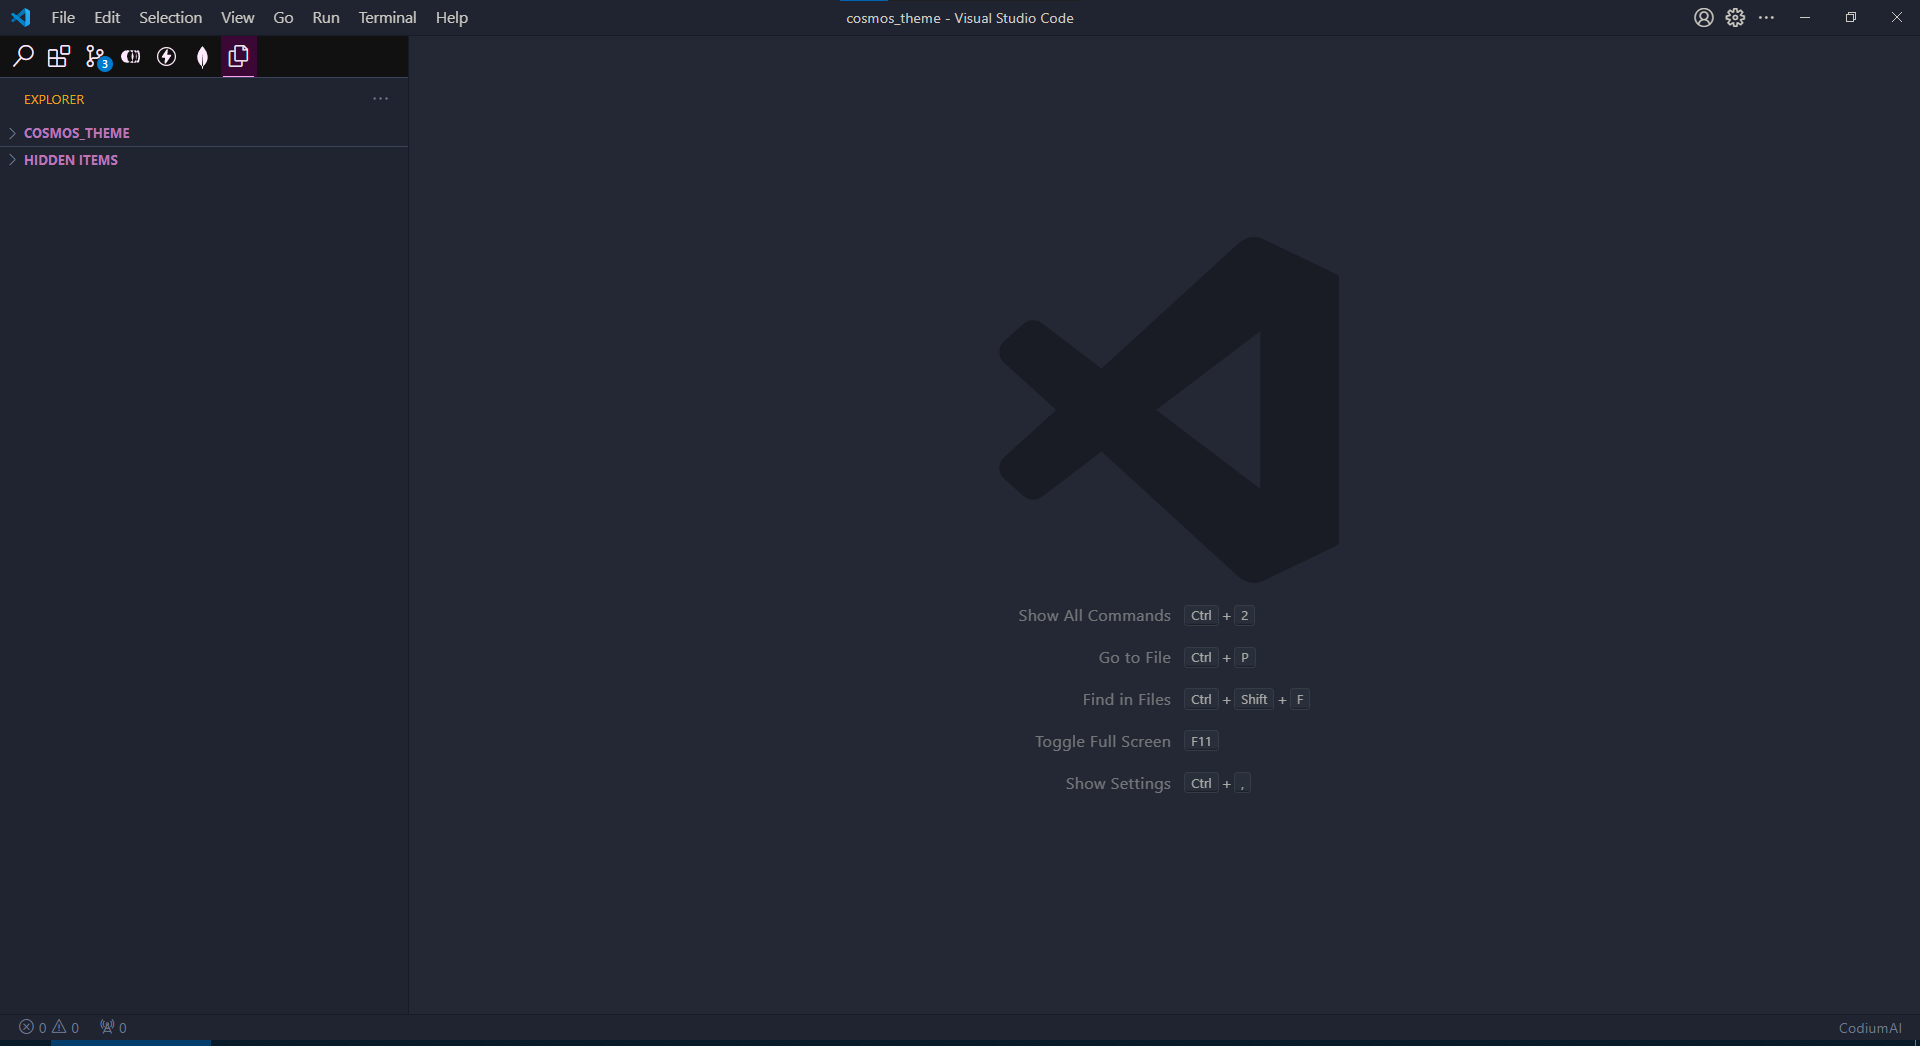 File Edit Selection View Go Run Terminal Help
cosmos_theme - Visual Studio Code
3
EXPLORER
COSMOS_THEME
HIDDEN ITEMS
Show All Commands Ctrl + 2
Go to File Ctrl + P
Find in Files Ctrl + Shift + F
Toggle Full Screen F11
Show Settings Ctrl + ,
0 0 0
CodiumAI